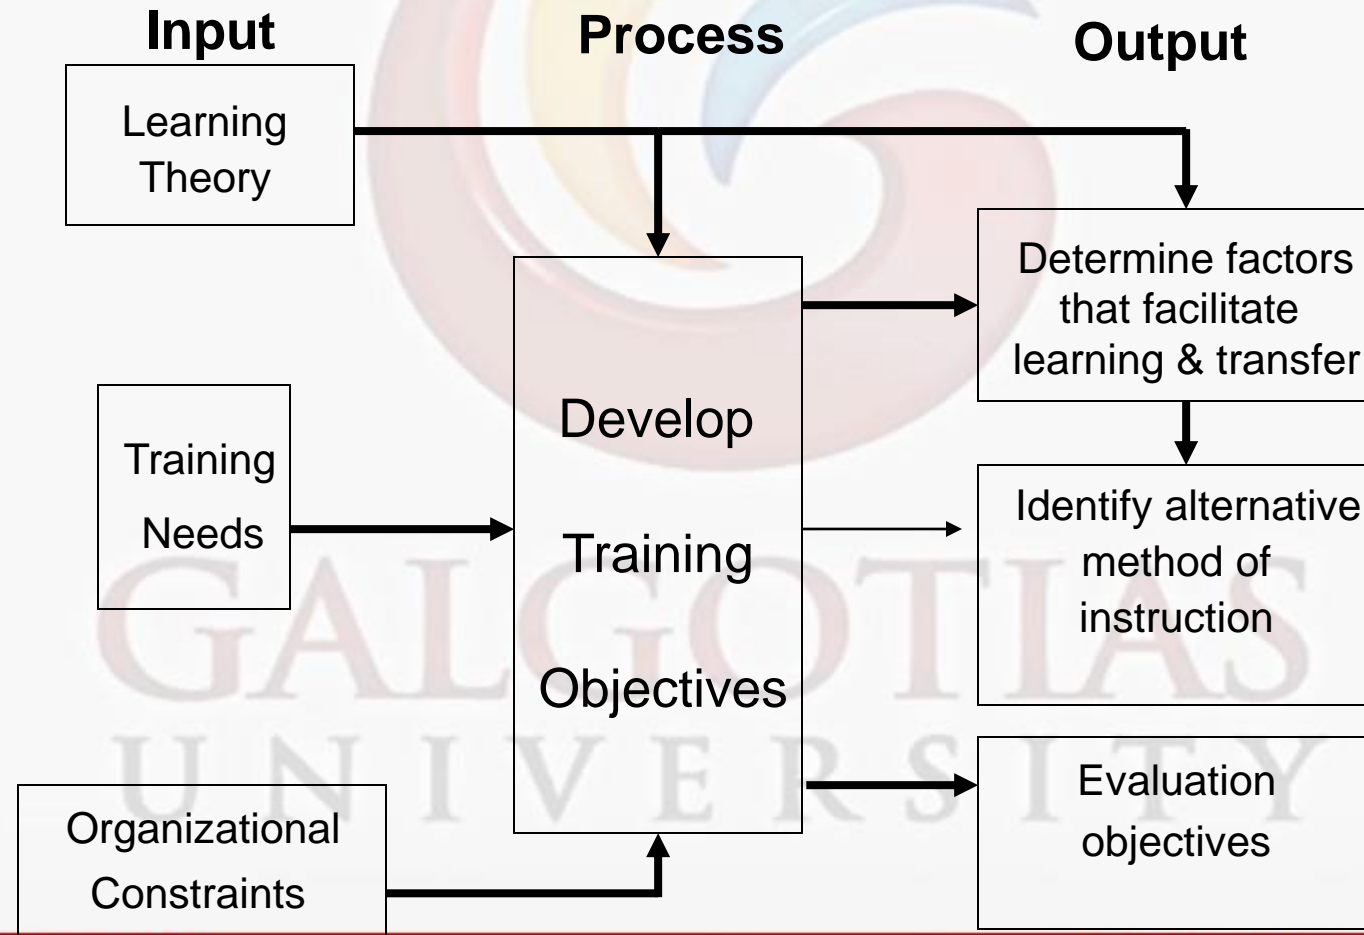 Input
Process
Output
Learning
Theory
Determine factors
that facilitate
learning & transfer
Training
Needs
Develop
Training
Objectives
Identify alternative
method of
instruction
Organizational
Constraints
Evaluation
objectives
GALGOTIAS
UNIVERSITY